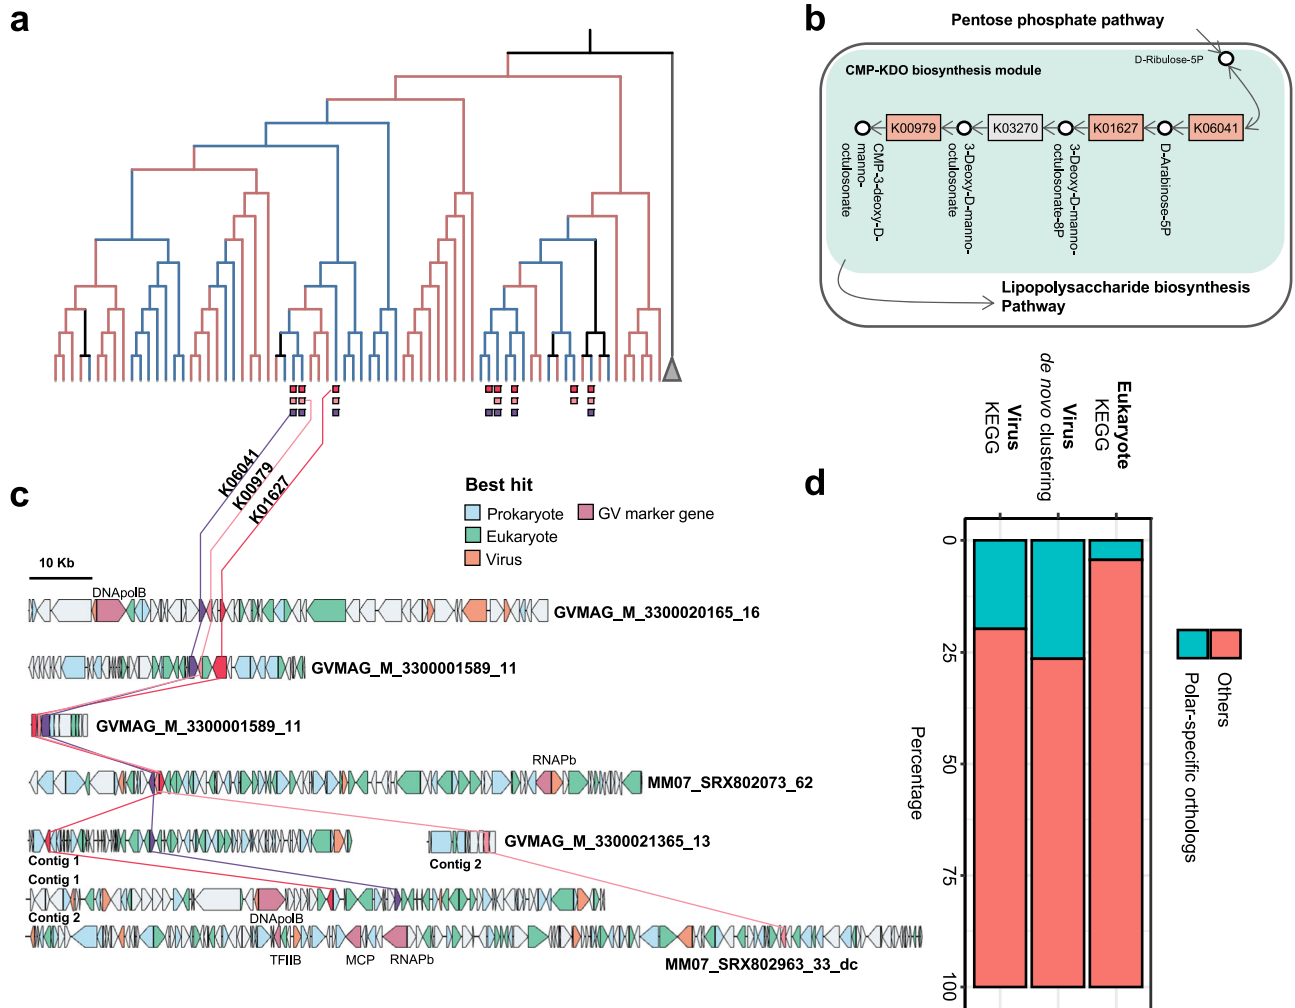 a
b
Pentose phosphate pathway
D-Ribulose-5P
CMP-KDO biosynthesis module
K00979
K03270
K01627
K06041
CMP-3-deoxy-D-
manno-
octulosonate
3-Deoxy-D-manno-
octulosonate
3-Deoxy-D-manno-
octulosonate-8P
D-Arabinose-5P
Lipopolysaccharide biosynthesis
Pathway
c
K06041
K00979
K01627
Best hit
Prokaryote
GV marker gene
Eukaryote
Virus
10 Kb
DNApolB
GVMAG_M_3300020165_16
GVMAG_M_3300001589_11
GVMAG_M_3300001589_11
RNAPb
MM07_SRX802073_62
GVMAG_M_3300021365_13
Contig 1
Contig 2
Contig 1
Contig 2
DNApolB
TFIIB
MCP
RNAPb
MM07_SRX802963_33_dc
d
Virus
KEGG
Virus
de novo clustering
Eukaryote
KEGG
0
25
50
75
100
Percentage
Polar-specific orthologs
Others